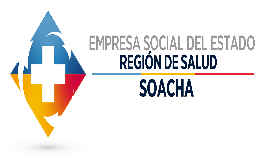 EMPRESA SOCIAL DEL ESTADO
REGIÓN DE SALUD
SOACHA